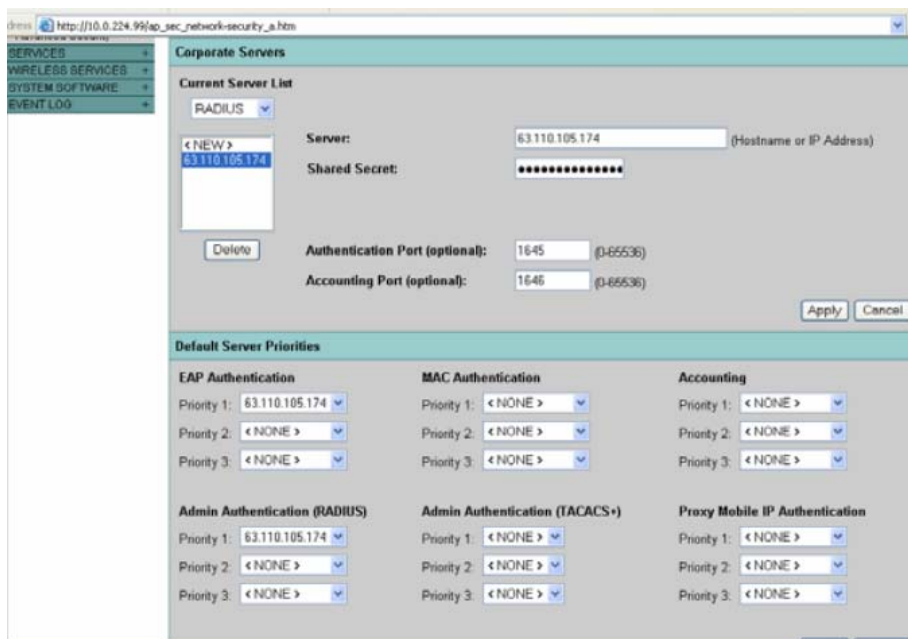 dress http://10.0.224.99/ap_sec_network-security_a.htm
SERVICES +
WIRELESS SERVICES +
SYSTEM SOFTWARE +
EVENT LOG +
Corporate Servers
Current Server List
RADIUS
< NEW >
63.110.105.174
Delete
Server: 63.110.105.174 (Hostname or IP Address)
Shared Secret: ●●●●●●●●●●●●●●
Authentication Port (optional): 1645 (0-65536)
Accounting Port (optional): 1646 (0-65536)
Apply Cancel
Default Server Priorities
EAP Authentication MAC Authentication Accounting
Priority 1: 63.110.105.174 Priority 1: < NONE > Priority 1: < NONE >
Priority 2: < NONE > Priority 2: < NONE > Priority 2: < NONE >
Priority 3: < NONE > Priority 3: < NONE > Priority 3: < NONE >
Admin Authentication (RADIUS) Admin Authentication (TACACS+) Proxy Mobile IP Authentication
Priority 1: 63.110.105.174 Priority 1: < NONE > Priority 1: < NONE >
Priority 2: < NONE > Priority 2: < NONE > Priority 2: < NONE >
Priority 3: < NONE > Priority 3: < NONE > Priority 3: < NONE >